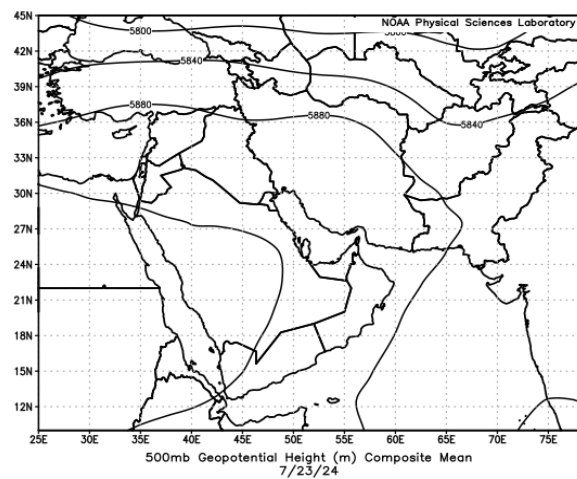 NOAA Physical Sciences Laboratory
45N
42N
39N
36N
33N
30N
27N
24N
21N
18N
15N
12N
5800
5840
5880
5880
5840
25E 30E 35E 40E 45E 50E 55E 60E 65E 70E 75E
500mb Geopotential Height (m) Composite Mean
7/23/24